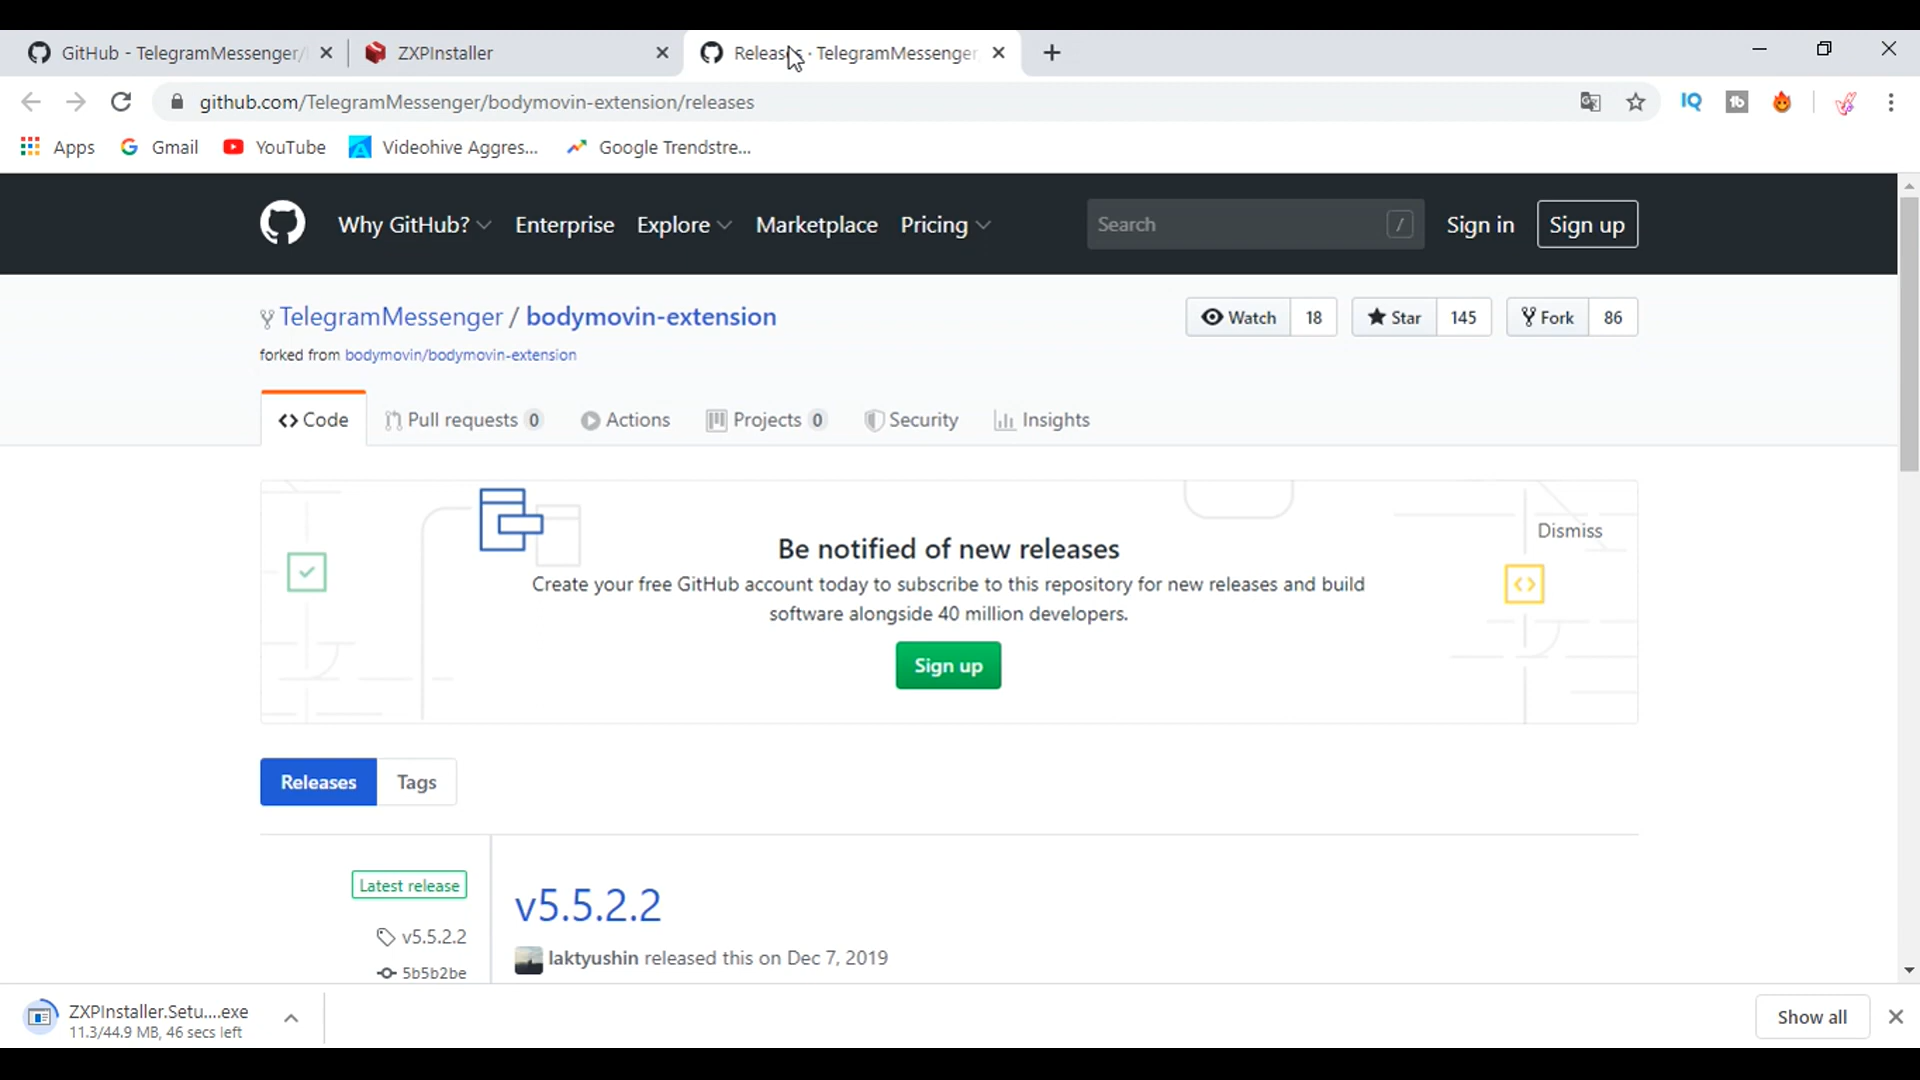 GitHub - TelegramMessenger/
ZXPInstaller
Releases · TelegramMessenger
github.com/TelegramMessenger/bodymovin-extension/releases
Apps
Gmail
YouTube
Videohive Aggres...
Google Trendstre...
Why GitHub?
Enterprise
Explore
Marketplace
Pricing
Search
/
Sign in
Sign up
TelegramMessenger / bodymovin-extension
Watch 18
Star 145
Fork 86
forked from bodymovin/bodymovin-extension
<> Code
Pull requests 0
Actions
Projects 0
Security
Insights
Be notified of new releases
Dismiss
Create your free GitHub account today to subscribe to this repository for new releases and build
software alongside 40 million developers.
Sign up
Releases
Tags
Latest release
v5.5.2.2
v5.5.2.2
5b5b2be
laktyushin released this on Dec 7, 2019
ZXPInstaller.Setu....exe
11.3/44.9 MB, 46 secs left
Show all